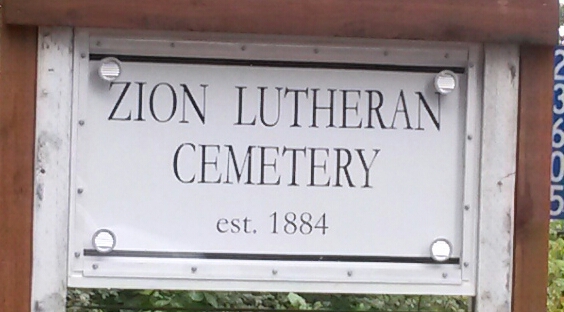 ZION LUTHERAN
CEMETERY
est. 1884